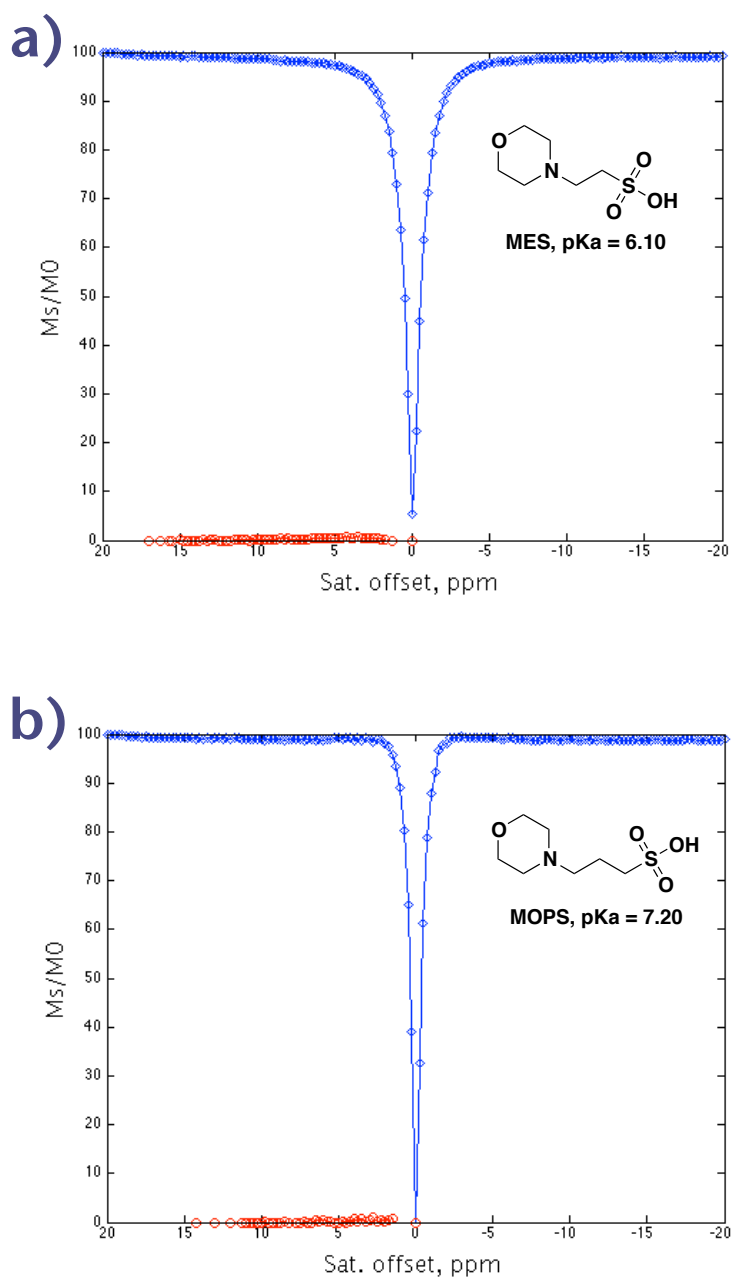 a)
100
90
80
70
60
50
40
30
20
10
0
Ms/M0
20 15 10 5 0 -5 -10 -15 -20
Sat. offset, ppm
O
N
O
S
O
OH
MES, pKa = 6.10
b)
100
90
80
70
60
50
40
30
20
10
0
Ms/M0
20 15 10 5 0 -5 -10 -15 -20
Sat. offset, ppm
O
N
O
S
O
OH
MOPS, pKa = 7.20